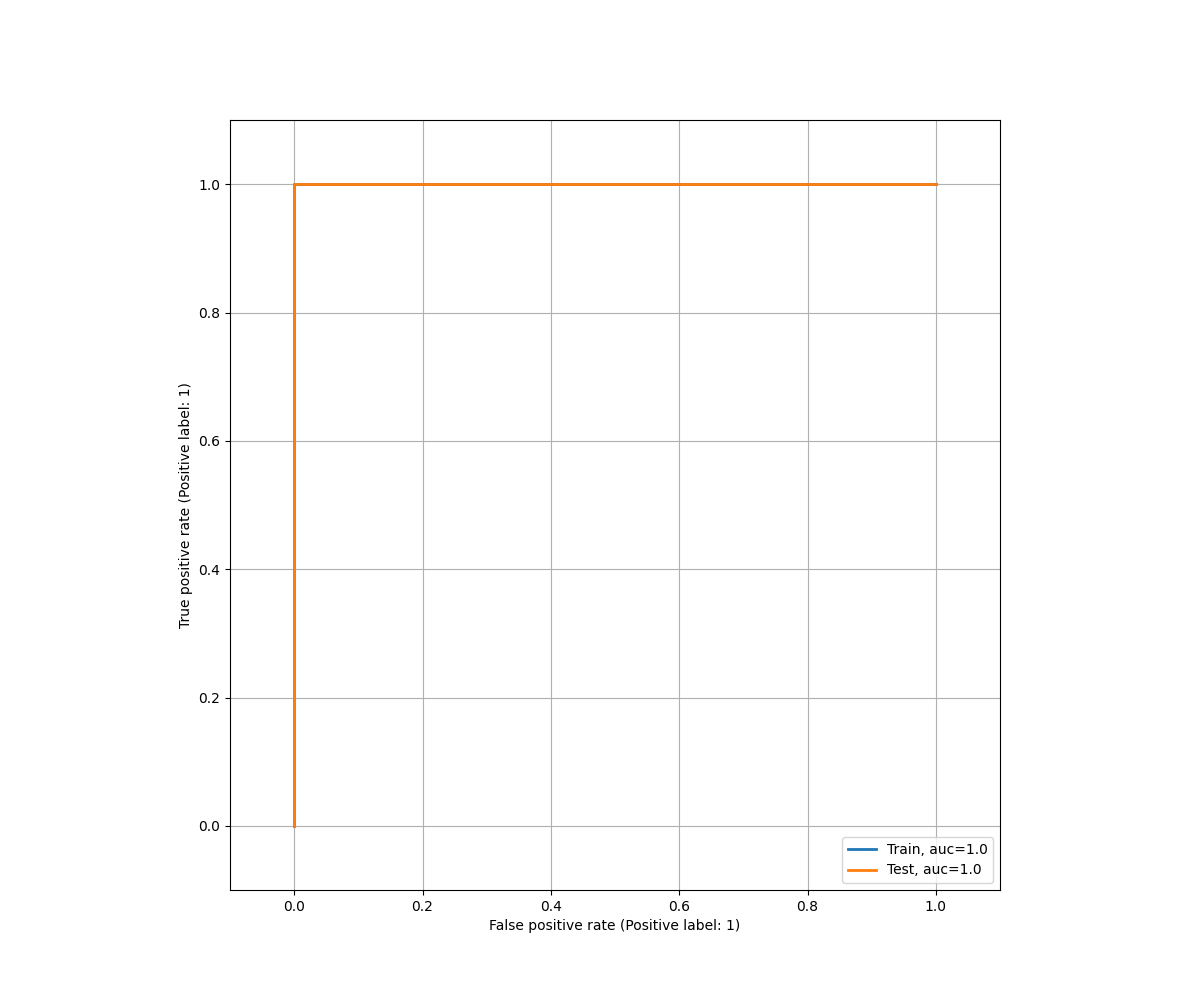 1.0
0.8
0.6
0.4
0.2
0.0
True positive rate (Positive label: 1)
Train, auc=1.0
Test, auc=1.0
0.0 0.2 0.4 0.6 0.8 1.0
False positive rate (Positive label: 1)